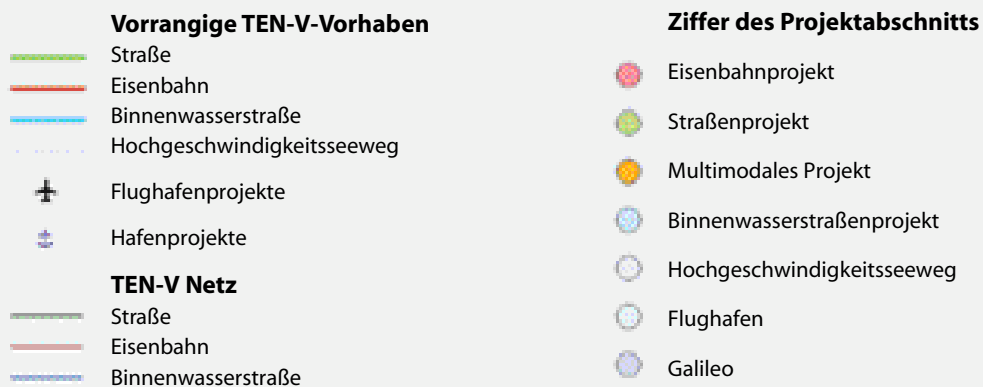 Vorrangige TEN-V-Vorhaben
Straße
Eisenbahn
Binnenwasserstraße
Hochgeschwindigkeitsseeweg
Flughafenprojekte
Hafenprojekte
TEN-V Netz
Straße
Eisenbahn
Binnenwasserstraße
Ziffer des Projektabschnitts
Eisenbahnprojekt
Straßenprojekt
Multimodales Projekt
Binnenwasserstraßenprojekt
Hochgeschwindigkeitsseeweg
Flughafen
Galileo